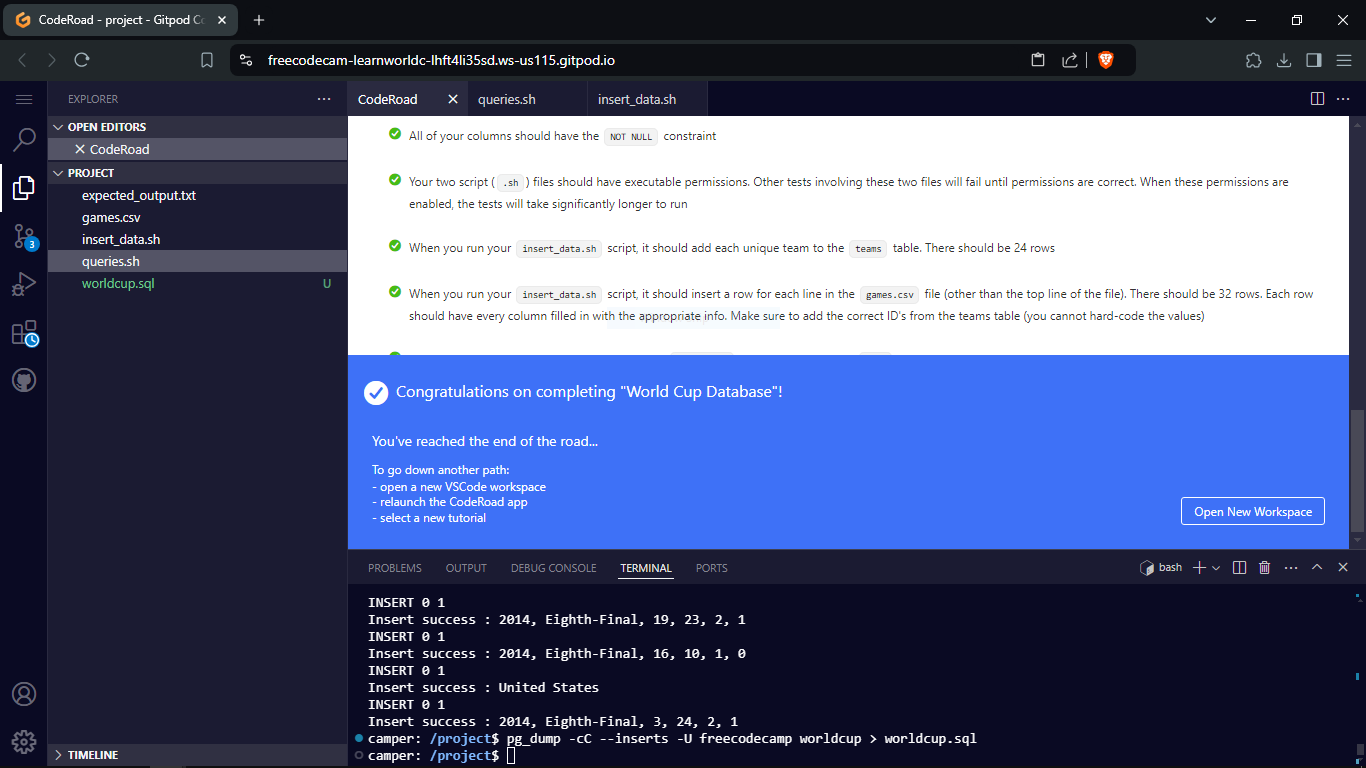 CodeRoad - project - Gitpod Co
freecodecam-learnworldc-lhft4li35sd.ws-us115.gitpod.io
EXPLORER
OPEN EDITORS
CodeRoad
PROJECT
expected_output.txt
games.csv
insert_data.sh
queries.sh
worldcup.sql U
3
TIMELINE
CodeRoad
queries.sh
insert_data.sh
All of your columns should have the NOT NULL constraint
Your two script ( .sh ) files should have executable permissions. Other tests involving these two files will fail until permissions are correct. When these permissions are
enabled, the tests will take significantly longer to run
When you run your insert_data.sh script, it should add each unique team to the teams table. There should be 24 rows
When you run your insert_data.sh script, it should insert a row for each line in the games.csv file (other than the top line of the file). There should be 32 rows. Each row
should have every column filled in with the appropriate info. Make sure to add the correct ID's from the teams table (you cannot hard-code the values)
Congratulations on completing "World Cup Database"!
You've reached the end of the road...
To go down another path:
- open a new VSCode workspace
- relaunch the CodeRoad app
- select a new tutorial
Open New Workspace
PROBLEMS OUTPUT DEBUG CONSOLE TERMINAL PORTS
bash
INSERT 0 1
Insert success : 2014, Eighth-Final, 19, 23, 2, 1
INSERT 0 1
Insert success : 2014, Eighth-Final, 16, 10, 1, 0
INSERT 0 1
Insert success : United States
INSERT 0 1
Insert success : 2014, Eighth-Final, 3, 24, 2, 1
camper: /project$ pg_dump -cC --inserts -U freecodecamp worldcup > worldcup.sql
camper: /project$